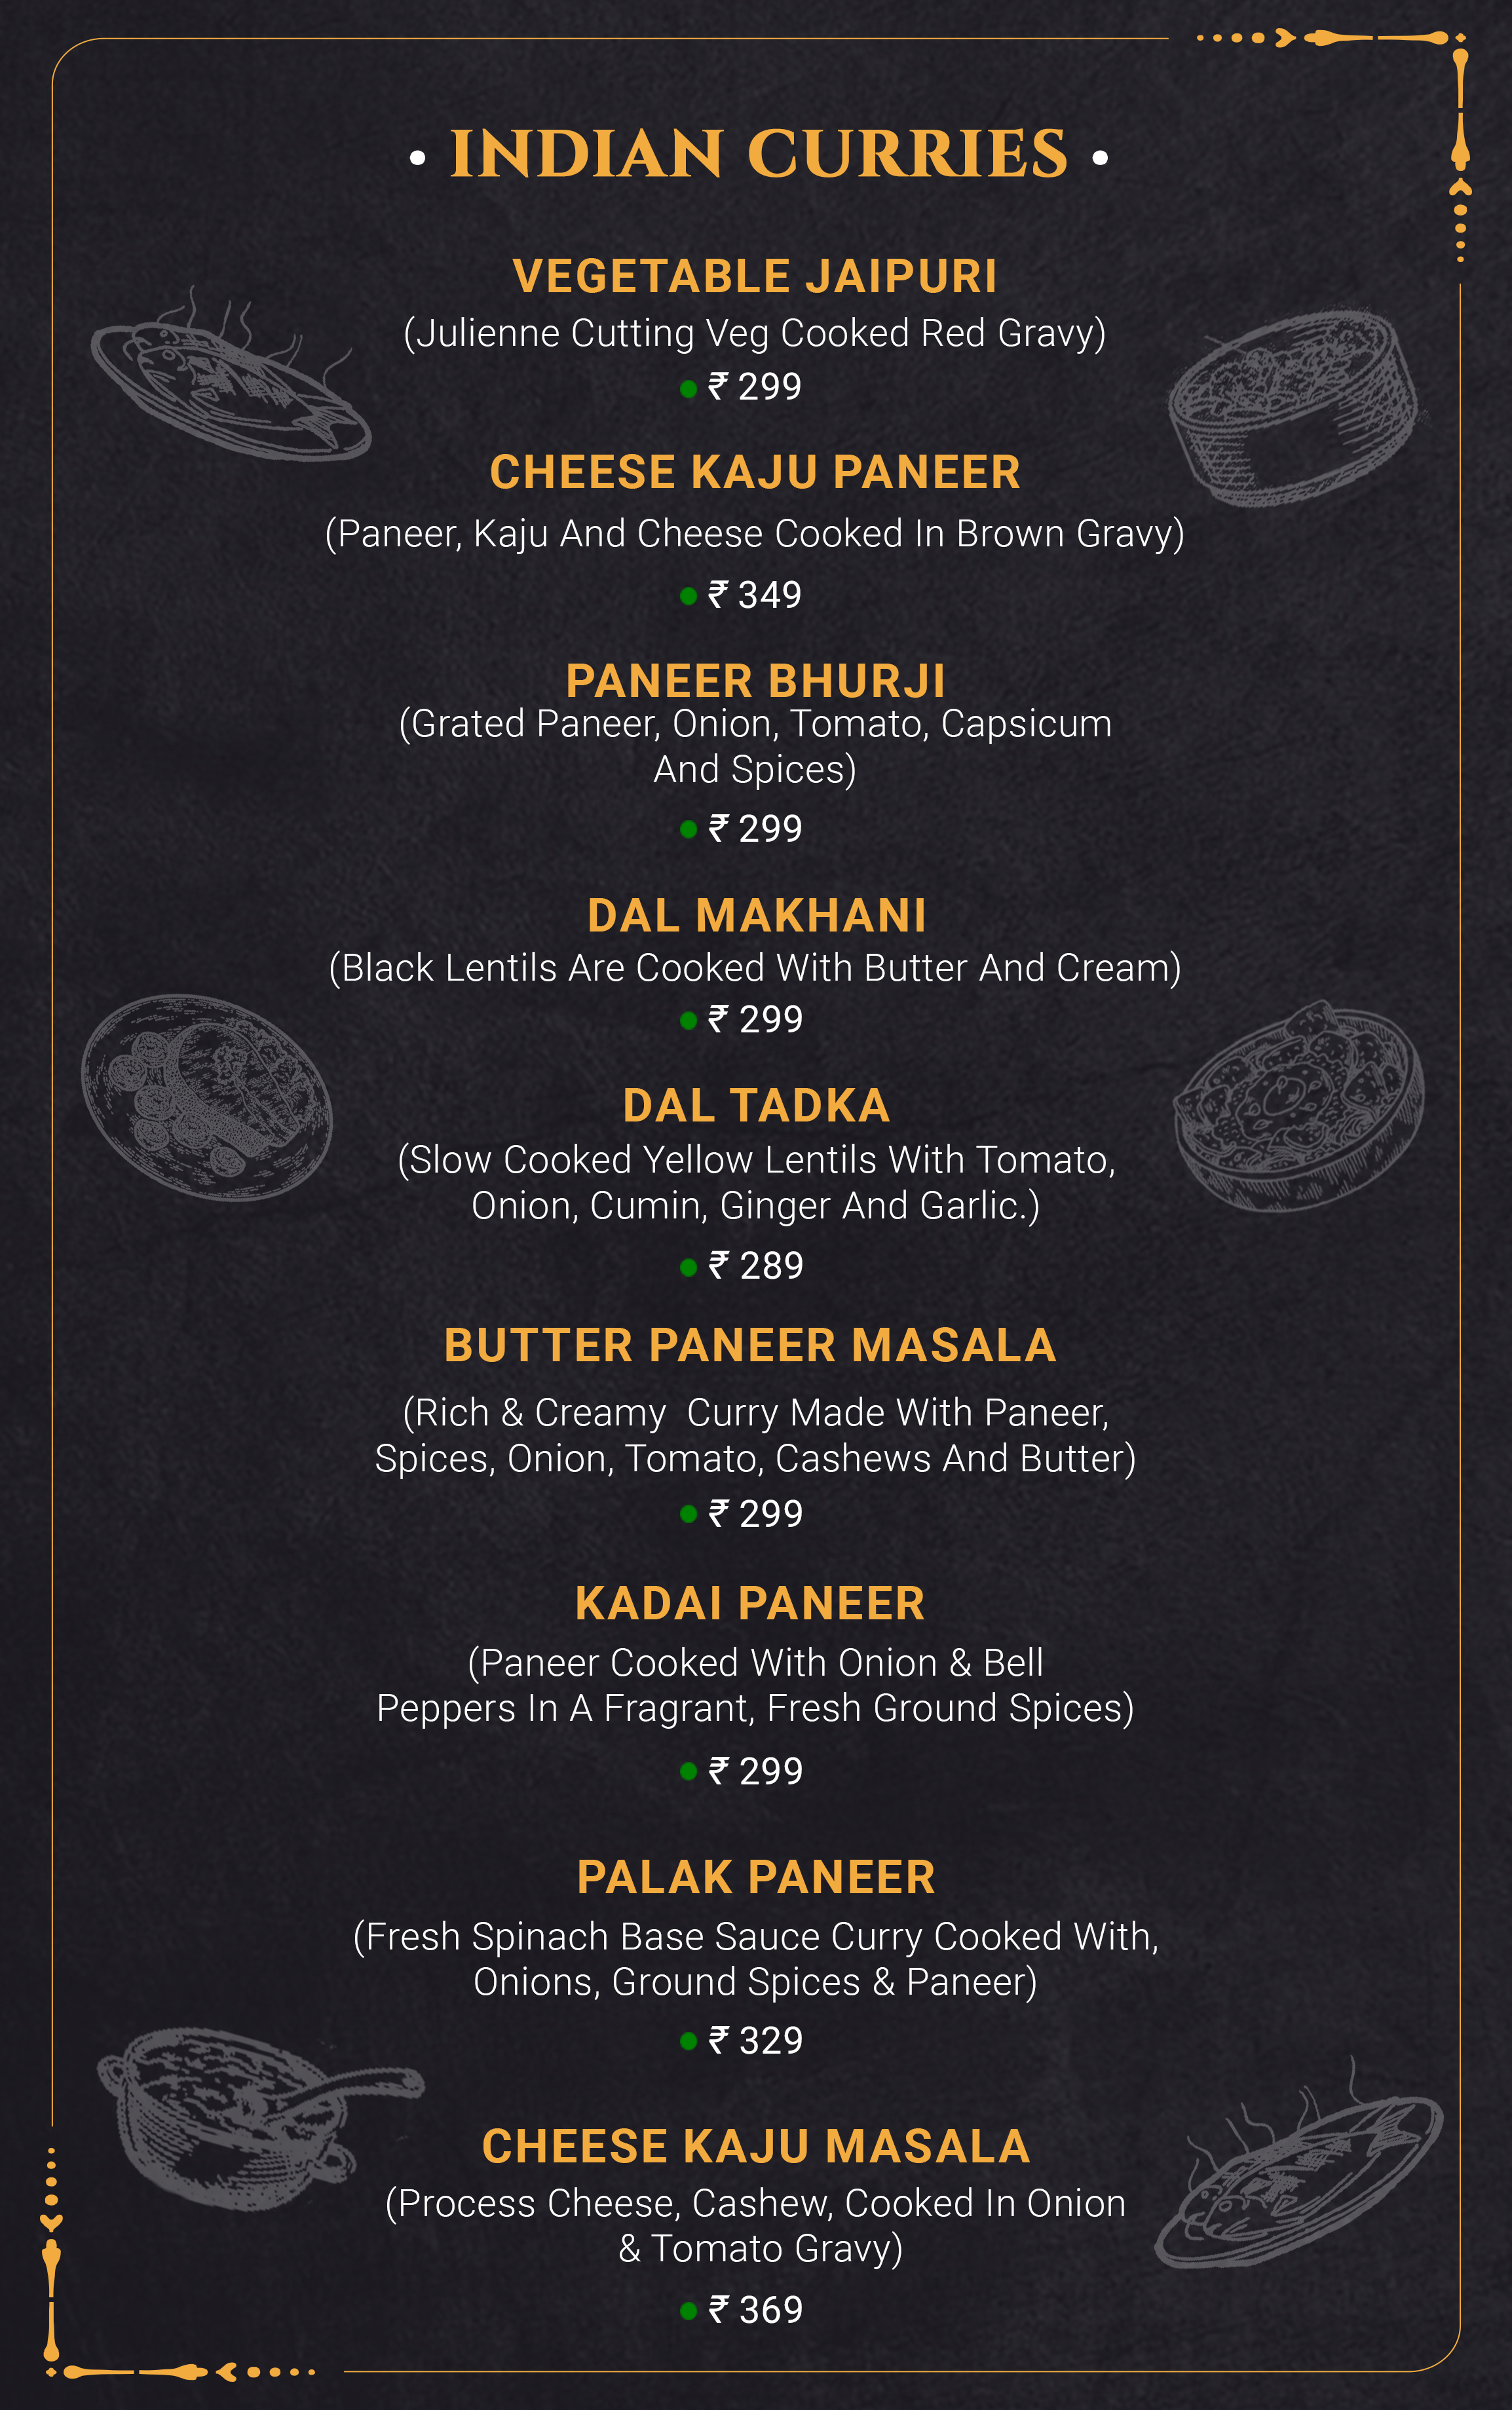 • INDIAN CURRIES •
VEGETABLE JAIPURI
(Julienne Cutting Veg Cooked Red Gravy)
₹ 299
CHEESE KAJU PANEER
(Paneer, Kaju And Cheese Cooked In Brown Gravy)
₹ 349
PANEER BHURJI
(Grated Paneer, Onion, Tomato, Capsicum
And Spices)
₹ 299
DAL MAKHANI
(Black Lentils Are Cooked With Butter And Cream)
₹ 299
DAL TADKA
(Slow Cooked Yellow Lentils With Tomato,
Onion, Cumin, Ginger And Garlic.)
₹ 289
BUTTER PANEER MASALA
(Rich & Creamy  Curry Made With Paneer,
Spices, Onion, Tomato, Cashews And Butter)
₹ 299
KADAI PANEER
(Paneer Cooked With Onion & Bell
Peppers In A Fragrant, Fresh Ground Spices)
₹ 299
PALAK PANEER
(Fresh Spinach Base Sauce Curry Cooked With,
Onions, Ground Spices & Paneer)
₹ 329
CHEESE KAJU MASALA
(Process Cheese, Cashew, Cooked In Onion
& Tomato Gravy)
₹ 369